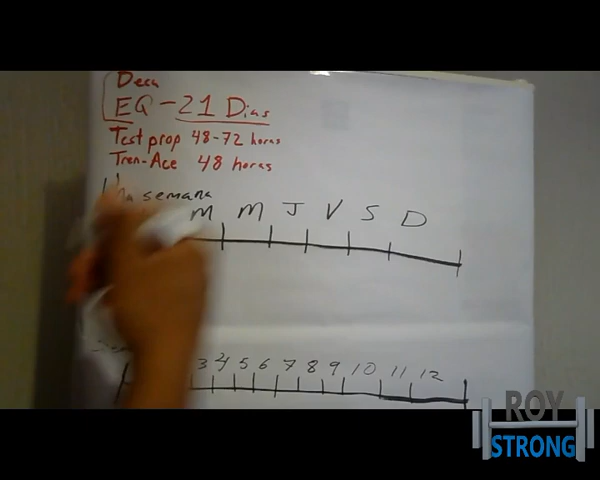 Deca
EQ - 21 Dias
Test prop 48-72 horas
Tren-Ace 48 horas
Una semana
M M J V S D
3 4 5 6 7 8 9 10 11 12
ROY
STRONG